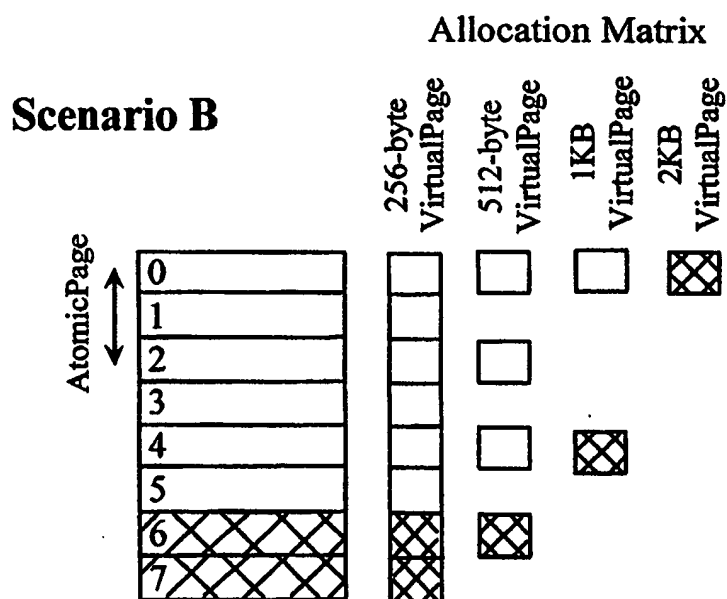 Allocation Matrix
Scenario B
256-byte
VirtualPage
512-byte
VirtualPage
1KB
VirtualPage
2KB
VirtualPage
AtomicPage
0
1
2
3
4
5
6
7